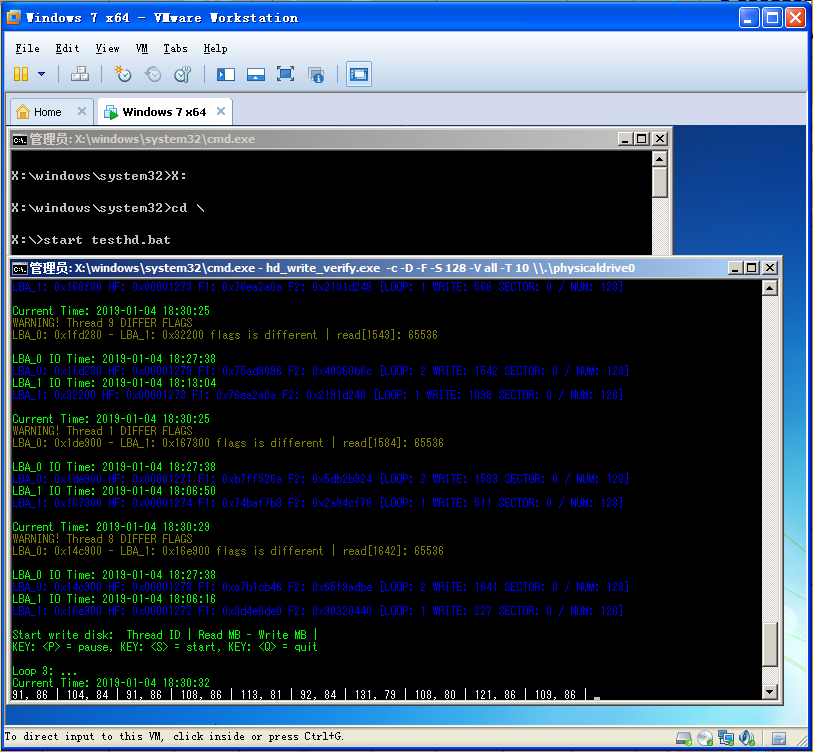 Windows 7 x64 - VMware Workstation
File Edit View VM Tabs Help
Home
Windows 7 x64
管理员: X:\windows\system32\cmd.exe
X:\windows\system32>X:
X:\windows\system32>cd \
X:\>start testhd.bat
管理员: X:\windows\system32\cmd.exe - hd_write_verify.exe -c -D -F -S 128 -V all -T 10 \\.\physicaldrive0
[LOOP: 1 WRITE: 588 SECTOR: 0 / NUM: 128]
Current Time: 2019-01-04 18:30:25
WARNING! Thread 9 DIFFER FLAGS
LBA_0: 0x1fd280 - LBA_1: 0x32200 flags is different | read[1543]: 65536
LBA_0 IO Time: 2019-01-04 18:27:38
LBA_0: 0x1fd280 HF: 0x00801279 F1: 0x75ad9098 F2: [LOOP: 2 WRITE: 1542 SECTOR: 0 / NUM: 128]
LBA_1 IO Time: 2019-01-04 18:13:04
LBA_1: 0x32200 HF: F1: F2: 0x2191d248 [LOOP: 1 WRITE: 1098 SECTOR: 0 / NUM: 128]
Current Time: 2019-01-04 18:30:25
WARNING! Thread 1 DIFFER FLAGS
LBA_0: 0x1de900 - LBA_1: 0x167300 flags is different | read[1584]: 65536
LBA_0 IO Time: 2019-01-04 18:27:38
LBA_0: 0x1de900 HF: 0x00801271 F1: F2: 0x5db2b924 [LOOP: 2 WRITE: 1583 SECTOR: 0 / NUM: 128]
LBA_1 IO Time: 2019-01-04 18:06:50
LBA_1: 0x167300 HF: 0x00801274 F1: 0x74baf7b8 F2: 0x2a94cf78 [LOOP: 1 WRITE: 511 SECTOR: 0 / NUM: 128]
Current Time: 2019-01-04 18:30:29
WARNING! Thread 8 DIFFER FLAGS
LBA_0: 0x14c900 - LBA_1: 0x16e900 flags is different | read[1642]: 65536
LBA_0 IO Time: 2019-01-04 18:27:38
LBA_0: 0x14c900 HF: 0x00801278 F1: 0xa7b1cb48 F2: 0x65f9adbe [LOOP: 2 WRITE: 1641 SECTOR: 0 / NUM: 128]
LBA_1 IO Time: 2019-01-04 18:06:16
LBA_1: 0x16e900 HF: 0x00801272 F1: F2: 0x30320440 [LOOP: 1 WRITE: 227 SECTOR: 0 / NUM: 128]
Start write disk: Thread ID | Read MB - Write MB |
KEY: <P> = pause, KEY: <S> = start, KEY: <Q> = quit
Loop 3: ...
Current Time: 2019-01-04 18:30:32
91, 86 | 104, 84 | 91, 86 | 108, 86 | 113, 81 | 92, 84 | 131, 79 | 108, 80 | 121, 86 | 109, 86 | _
To direct input to this VM, click inside or press Ctrl+G.